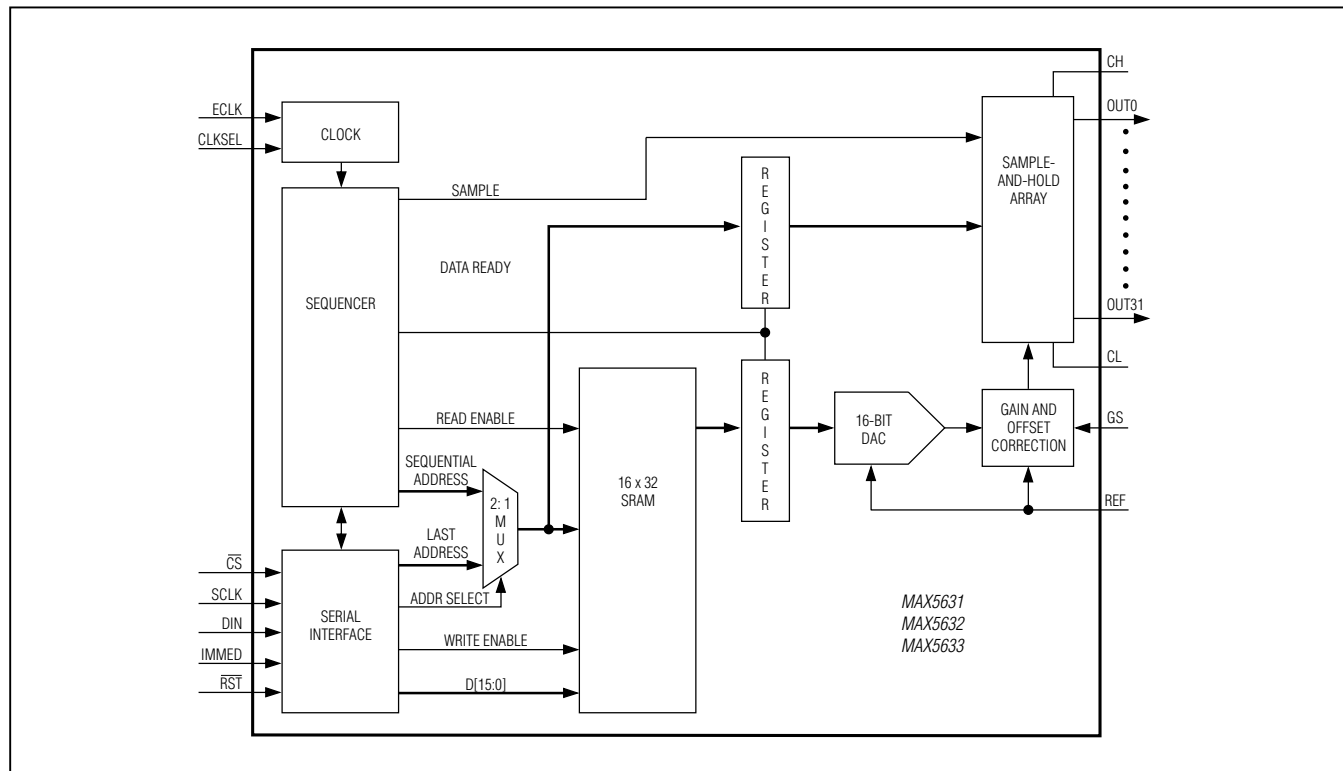 ECLK
CLKSEL
CLOCK
SEQUENCER
SAMPLE
DATA READY
READ ENABLE
SEQUENTIAL
ADDRESS
LAST
ADDRESS
ADDR SELECT
2: 1
M
U
X
WRITE ENABLE
D[15:0]
CS
SCLK
DIN
IMMED
RST
SERIAL
INTERFACE
16 x 32
SRAM
R
E
G
I
S
T
E
R
R
E
G
I
S
T
E
R
16-BIT
DAC
SAMPLE-
AND-HOLD
ARRAY
GAIN AND
OFFSET
CORRECTION
CH
OUT0
OUT31
CL
GS
REF
MAX5631
MAX5632
MAX5633